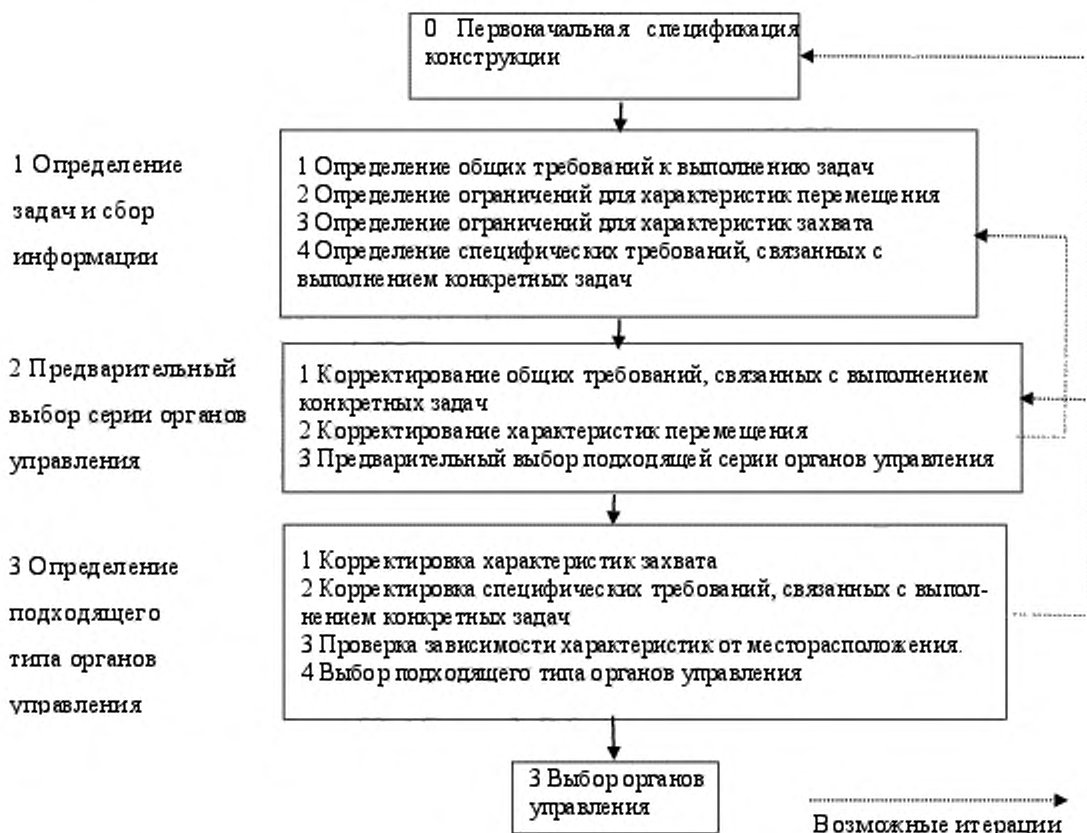 0 Первоначальная спецификация
конструкции
1 Определение
задач и сбор
информации
1 Определение общих требований к выполнению задач
2 Определение ограничений для характеристик перемещения
3 Определение ограничений для характеристик захвата
4 Определение специфических требований, связанных с
выполнением конкретных задач
2 Предварительный
выбор серии органов
управления
1 Корректирование общих требований, связанных с выполнением
конкретных задач
2 Корректирование характеристик перемещения
3 Предварительный выбор подходящей серии органов управления
3 Определение
подходящего
типа органов
управления
1 Корректировка характеристик захвата
2 Корректировка специфических требований, связанных с выпол-
нением конкретных задач
3 Проверка зависимости характеристик от месторасположения.
4 Выбор подходящего типа органов управления
3 Выбор органов
управления
Возможные итерации